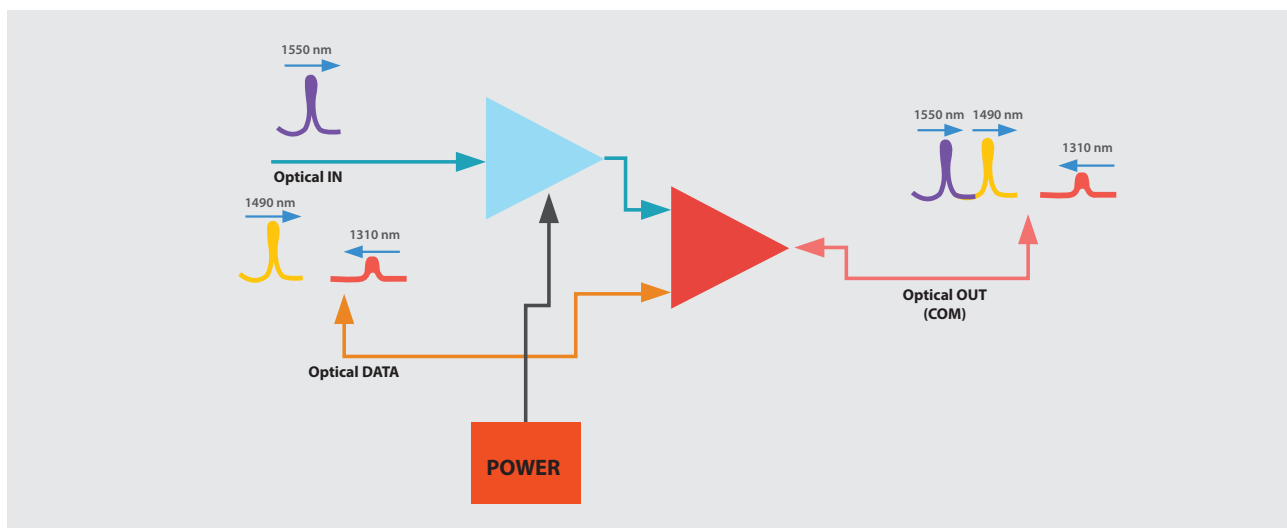 1550 nm
Optical IN
1490 nm
1310 nm
Optical DATA
POWER
1550 nm
1490 nm
1310 nm
Optical OUT
(COM)